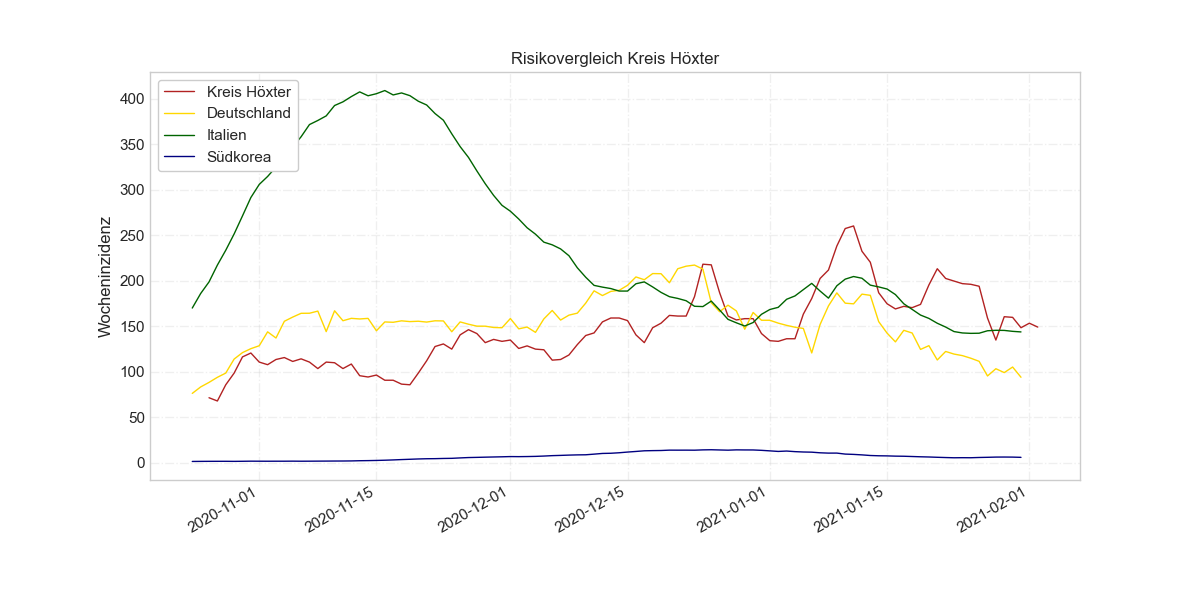 Risikovergleich Kreis Höxter
Kreis Höxter
Deutschland
Italien
Südkorea
Wocheninzidenz
400
350
300
250
200
150
100
50
0
2020-11-01
2020-11-15
2020-12-01
2020-12-15
2021-01-01
2021-01-15
2021-02-01